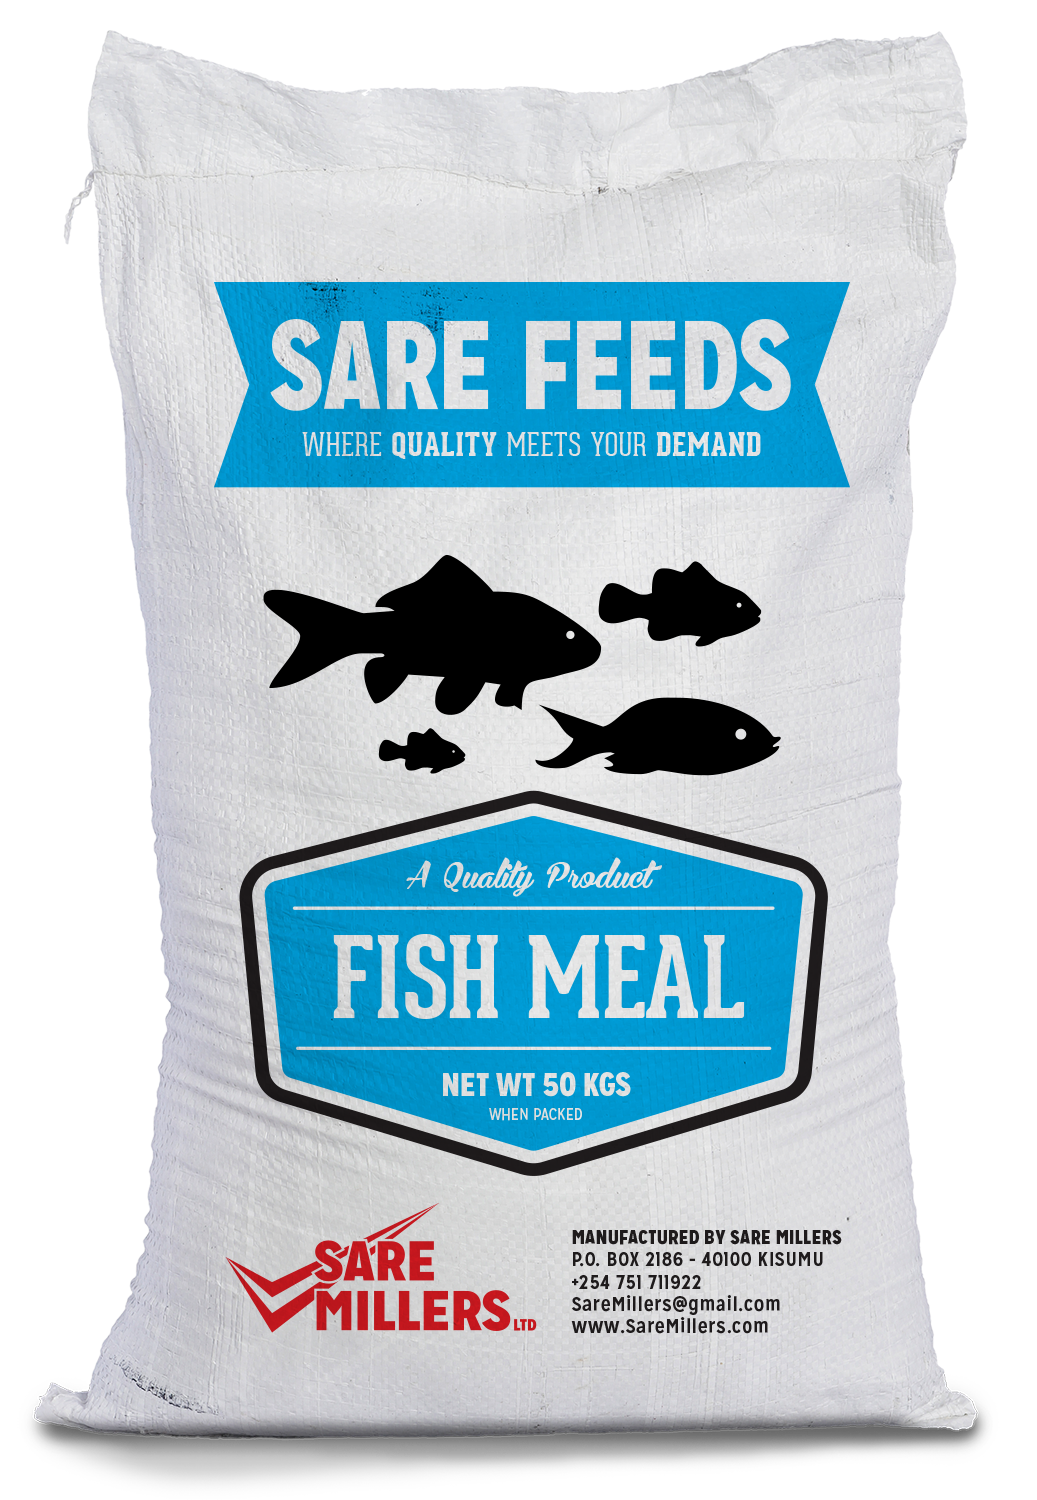 SARE FEEDS
WHERE QUALITY MEETS YOUR DEMAND
A Quality Product
FISH MEAL
NET WT 50 KGS
WHEN PACKED
SARE
MILLERS LTD
MANUFACTURED BY SARE MILLERS
P.O. BOX 2186 - 40100 KISUMU
+254 751 711922
SareMillers@gmail.com
www.SareMillers.com